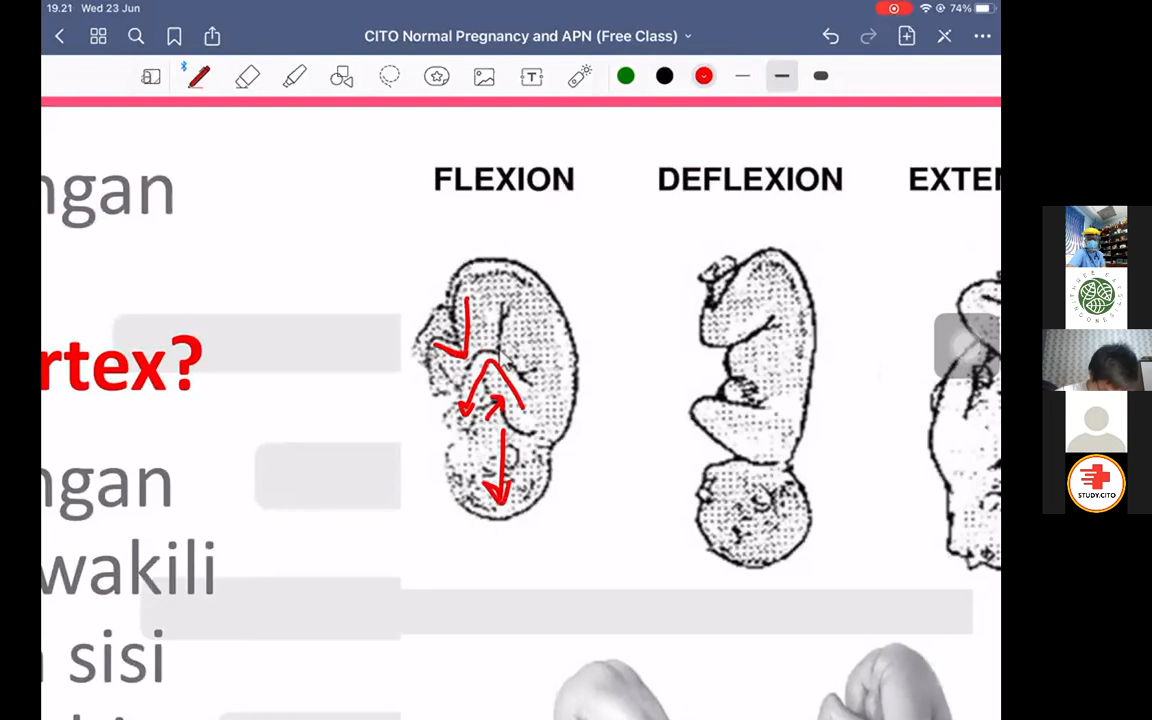 19.21 Wed 23 Jun
74%
CITO Normal Pregnancy and APN (Free Class)
T
ngan
FLEXION DEFLEXION EXTEN
rtex?
ngan
wakili
sisi
STUDY.CITO